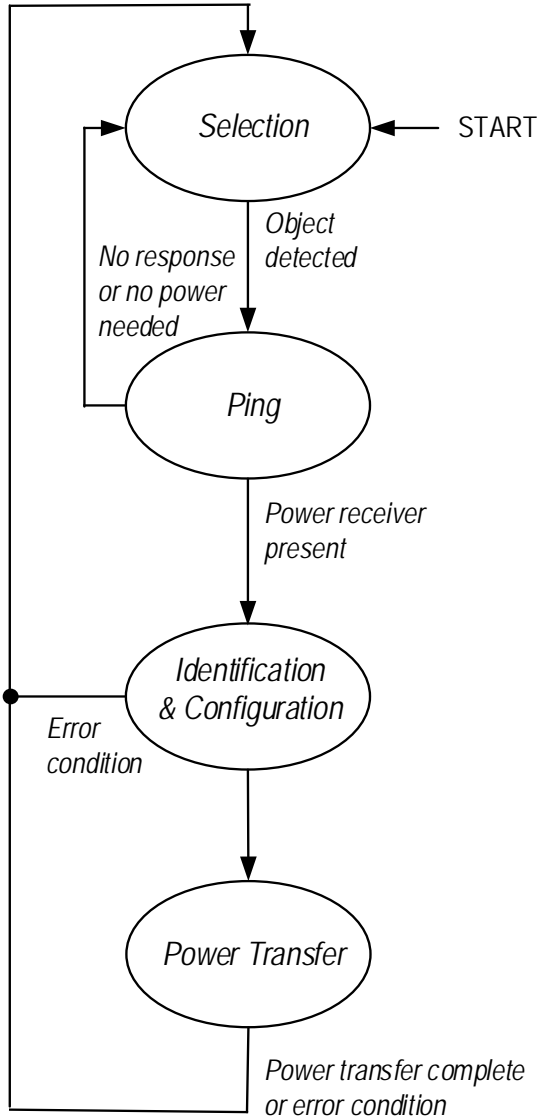 Selection
START
Object
detected
No response
or no power
needed
Ping
Power receiver
present
Identification
& Configuration
Error
condition
Power Transfer
Power transfer complete
or error condition